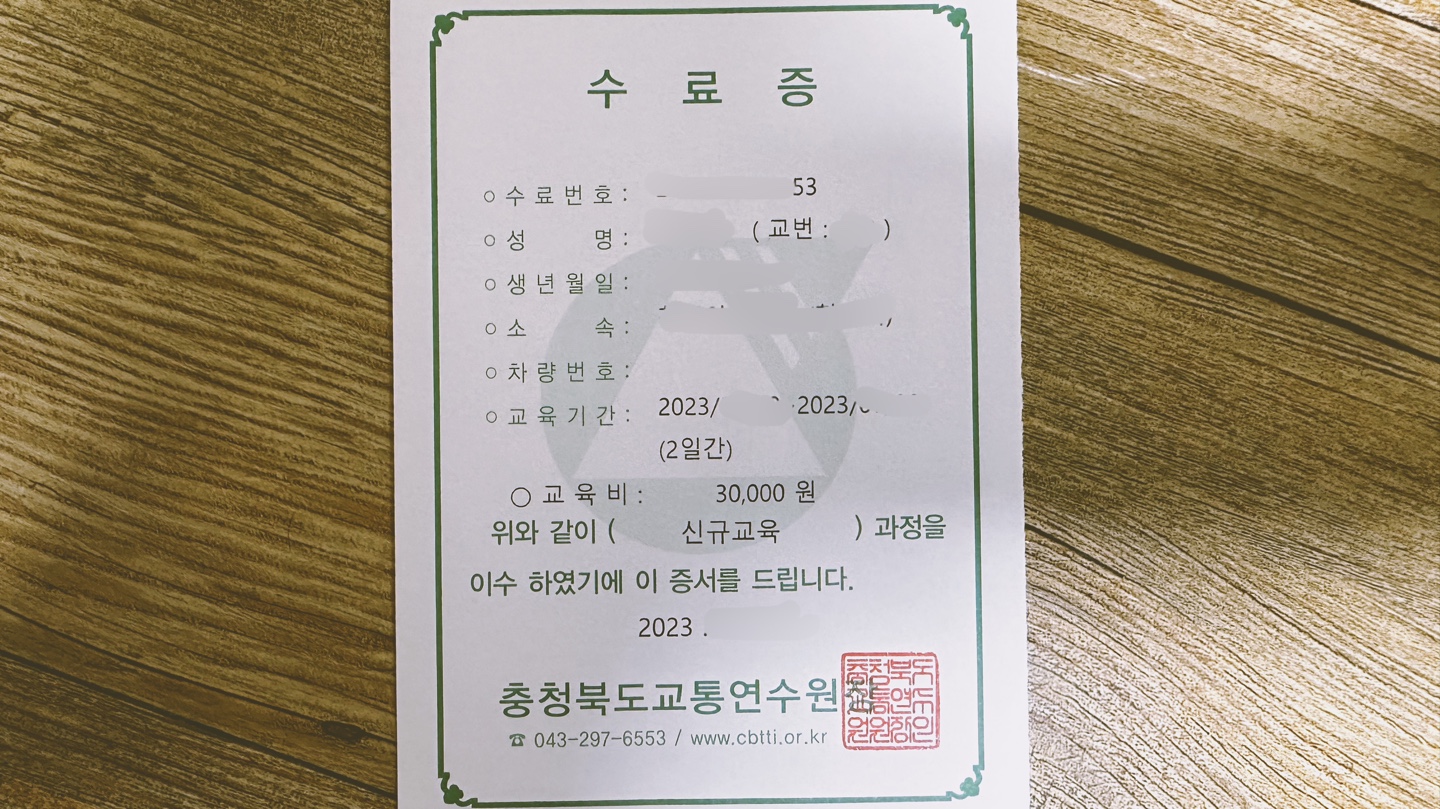 수 료 증
○ 수 료 번 호 : 53
○ 성 명 : ( 교번 : )
○ 생 년 월 일 :
○ 소 속 :
○ 차 량 번 호 :
○ 교 육 기 간 : 2023/ 2023/
(2일간)
○ 교 육 비 : 30,000 원
위와 같이 ( 신규교육 ) 과정을
이수 하였기에 이 증서를 드립니다.
2023 .
충청북도교통연수원장
☎ 043-297-6553 / www.cbtti.or.kr